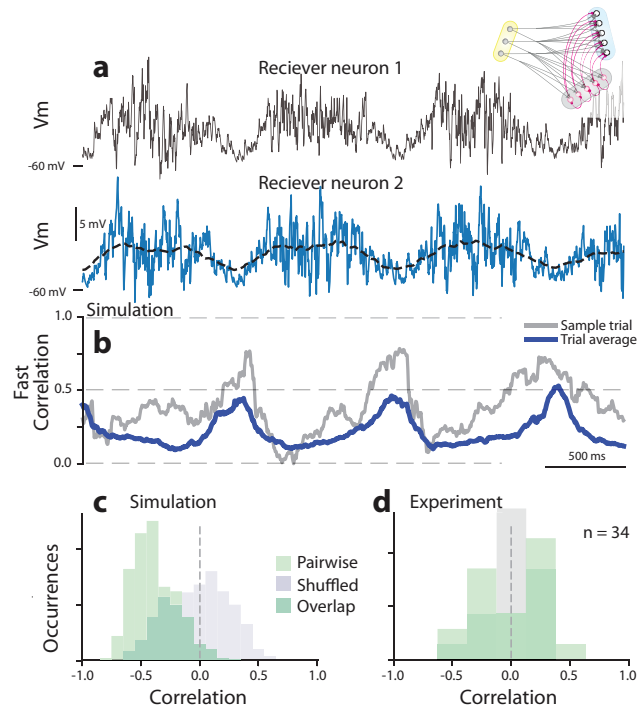 a
Reciever neuron 1
Vm
-60 mV
Reciever neuron 2
5 mV
Vm
-60 mV
Simulation
1.0
b
Sample trial
Trial average
Fast
Correlation
0.5
0.0
500 ms
c
Simulation
d
Experiment
n = 34
Occurrences
Pairwise
Shuffled
Overlap
-1.0
-0.5
0.0
0.5
1.0
-1.0
-0.5
0.0
0.5
1.0
Correlation
Correlation